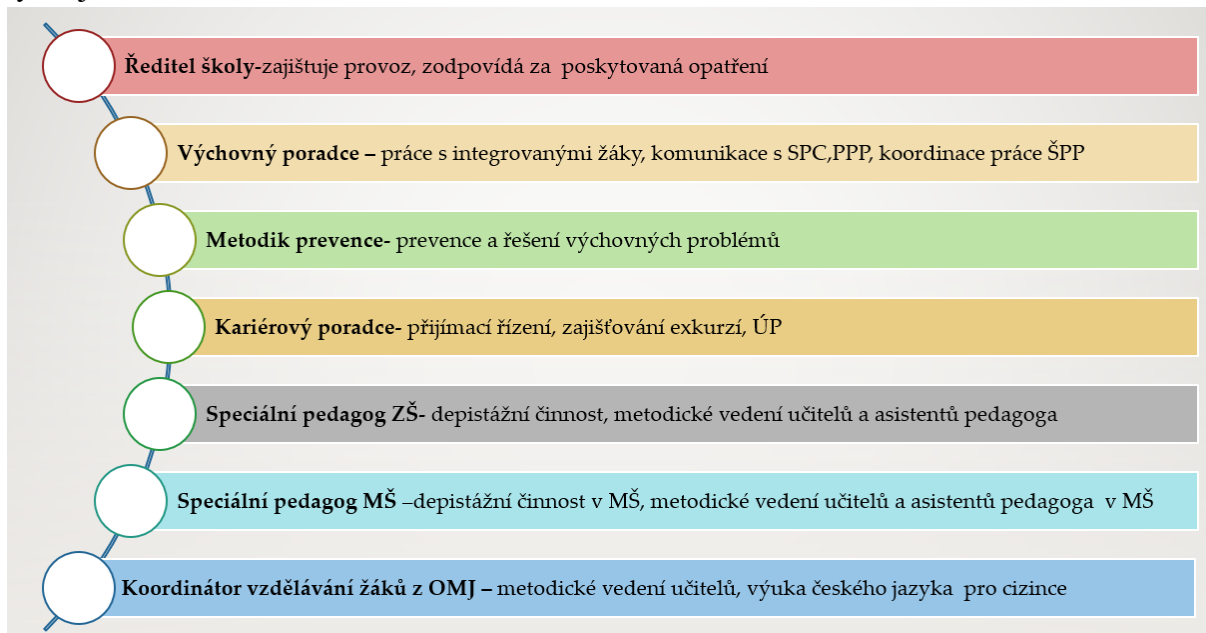 Ředitel školy-zajištuje provoz, zodpovídá za poskytovaná opatření
Výchovný poradce – práce s integrovanými žáky, komunikace s SPC,PPP, koordinace práce ŠPP
Metodik prevence- prevence a řešení výchovných problémů
Kariérový poradce- přijímací řízení, zajišťování exkurzí, ÚP
Speciální pedagog ZŠ- depistážní činnost, metodické vedení učitelů a asistentů pedagoga
Speciální pedagog MŠ –depistážní činnost v MŠ, metodické vedení učitelů a asistentů pedagoga v MŠ
Koordinátor vzdělávání žáků z OMJ – metodické vedení učitelů, výuka českého jazyka pro cizince